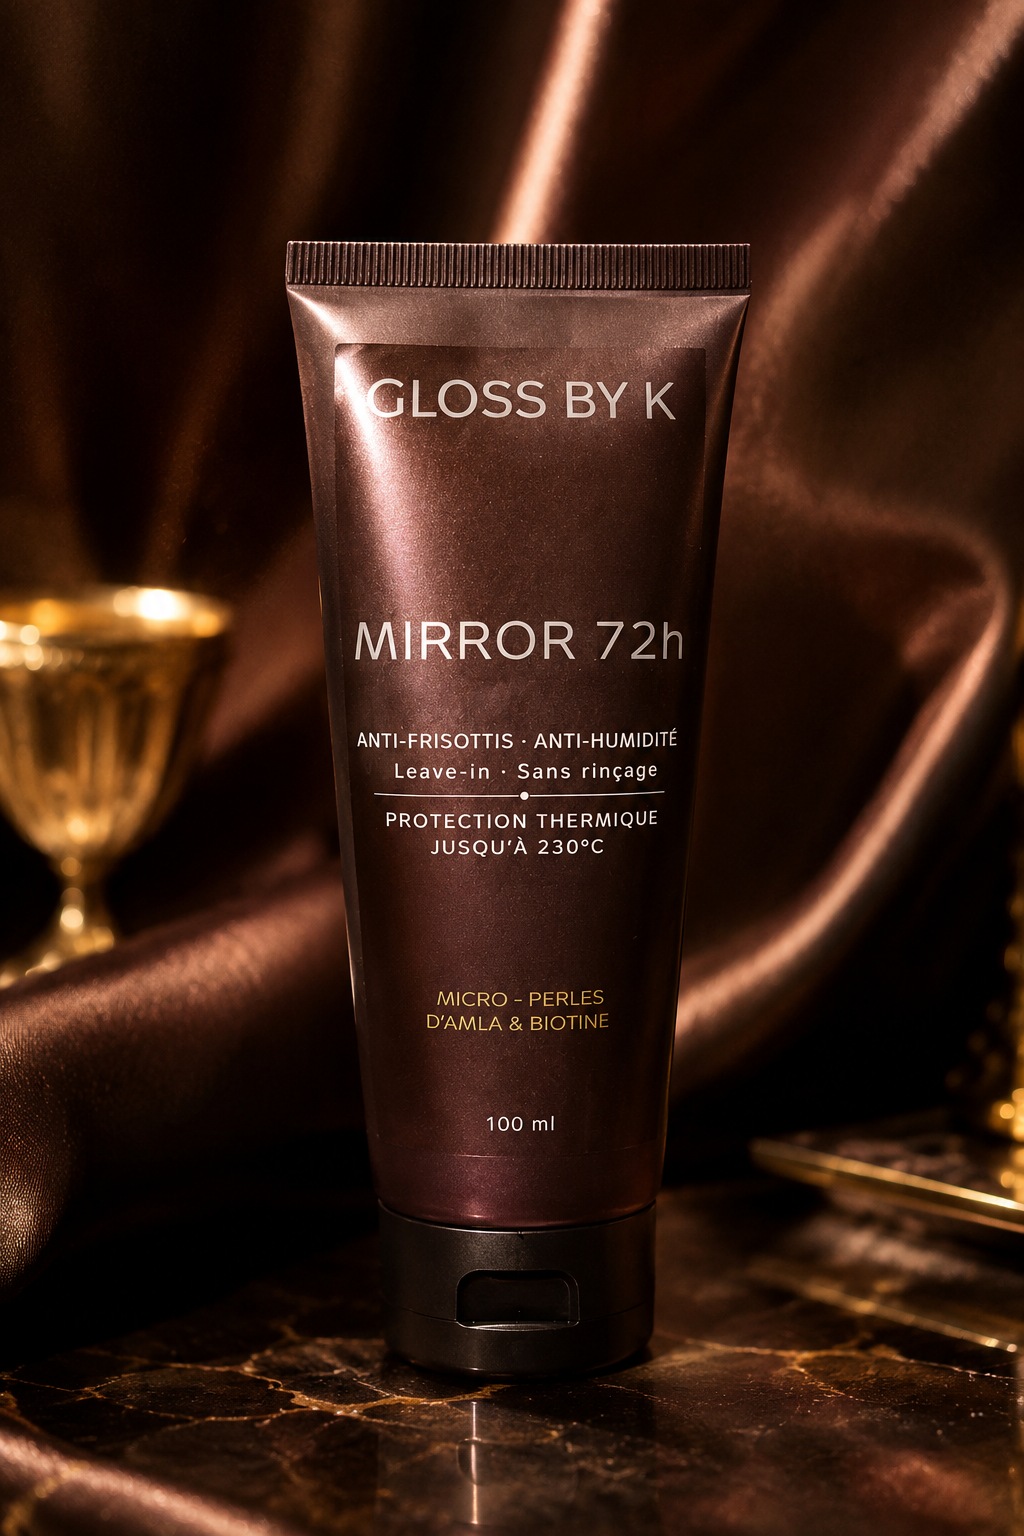 GLOSS BY K
MIRROR 72h
ANTI-FRISOTTIS · ANTI-HUMIDITÉ
Leave-in · Sans rinçage
PROTECTION THERMIQUE
JUSQU'À 230°C
MICRO - PERLES
D'AMLA & BIOTINE
100 ml